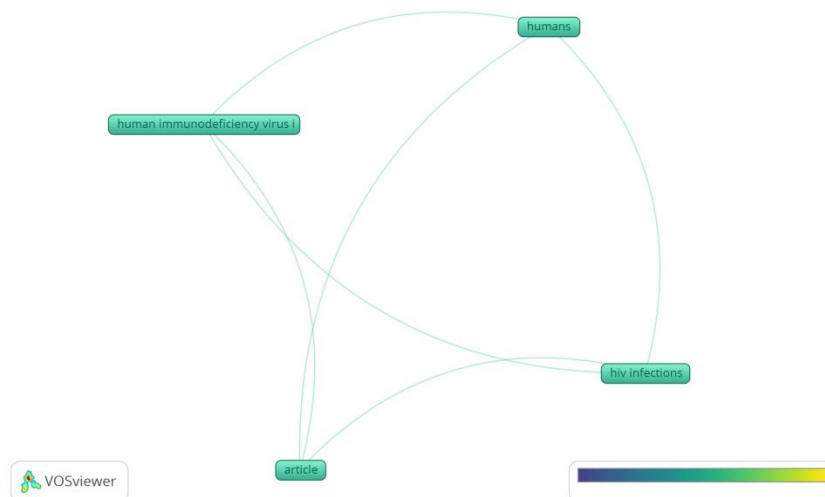 humans
human immunodeficiency virus i
hiv infections
article
VOSviewer